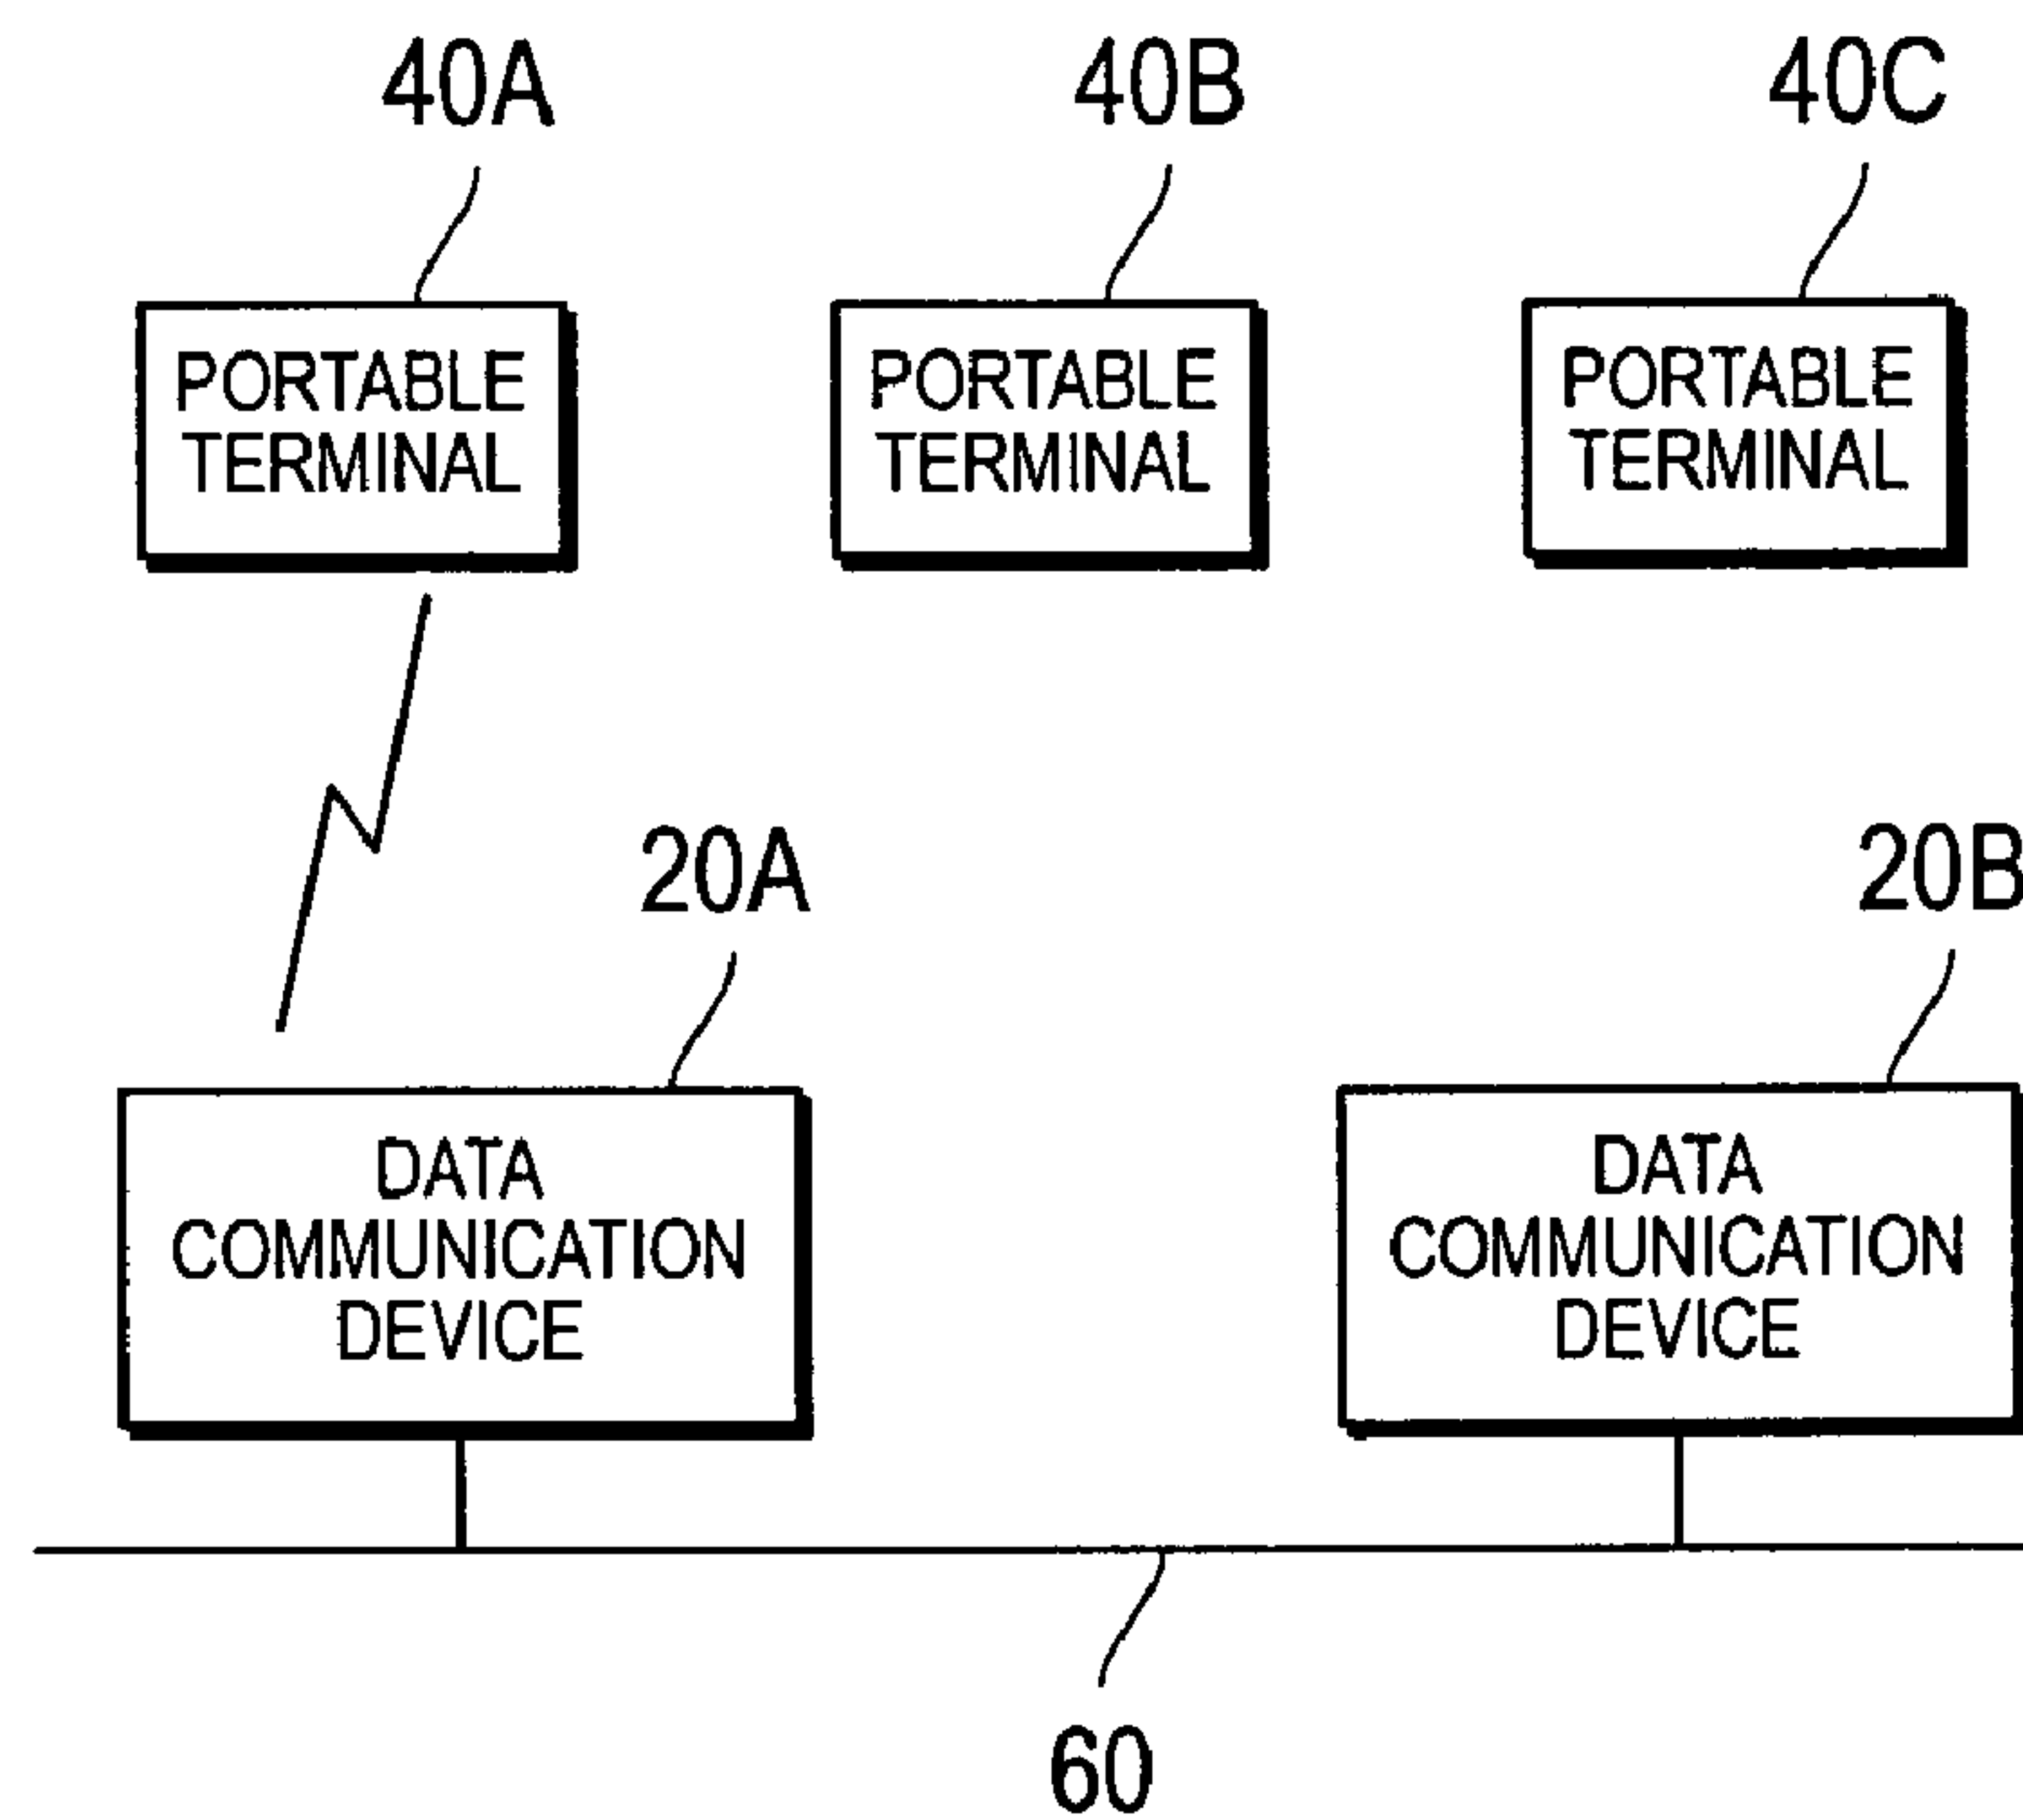 40A
40B
40C
PORTABLE
TERMINAL
PORTABLE
TERMINAL
PORTABLE
TERMINAL
20A
20B
DATA
COMMUNICATION
DEVICE
DATA
COMMUNICATION
DEVICE
60